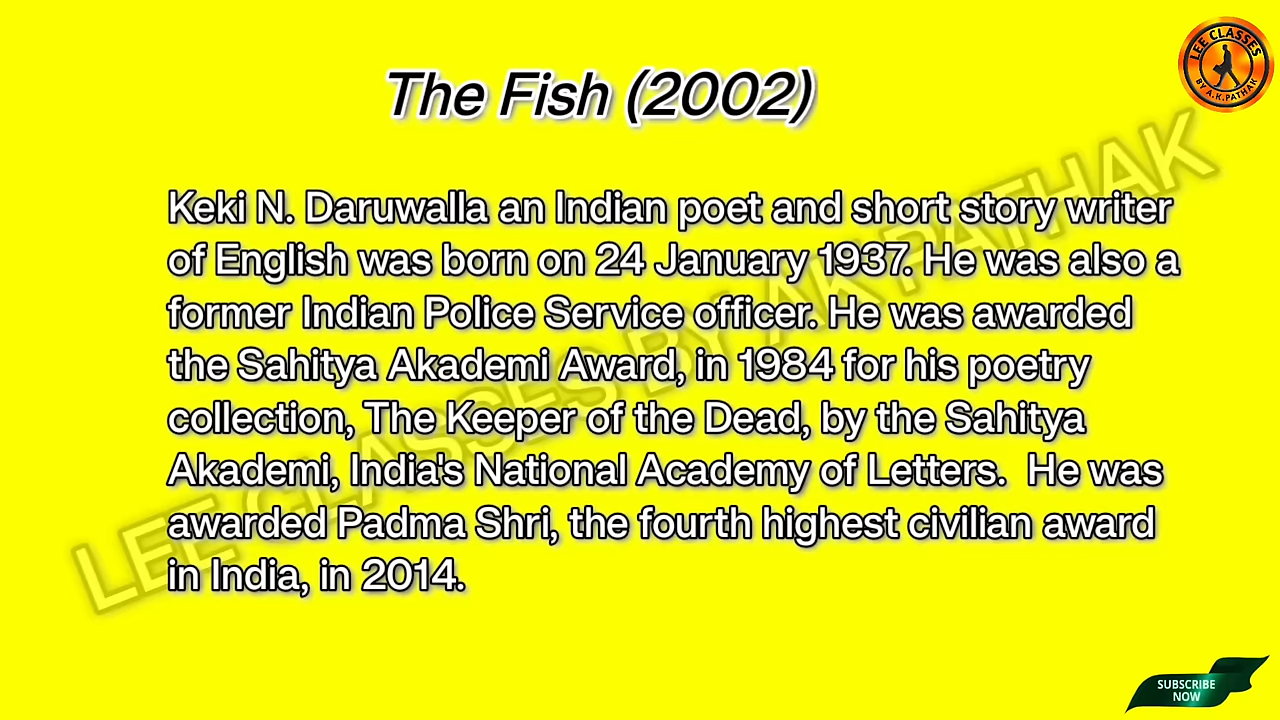 LEE CLASSES
BY A.K.PATHAK
The Fish (2002)
Keki N. Daruwalla an Indian poet and short story writer
of English was born on 24 January 1937. He was also a
former Indian Police Service officer. He was awarded
the Sahitya Akademi Award, in 1984 for his poetry
collection, The Keeper of the Dead, by the Sahitya
Akademi, India's National Academy of Letters.  He was
awarded Padma Shri, the fourth highest civilian award
in India, in 2014.
LEE CLASSES BY AK PATHAK
SUBSCRIBE
NOW